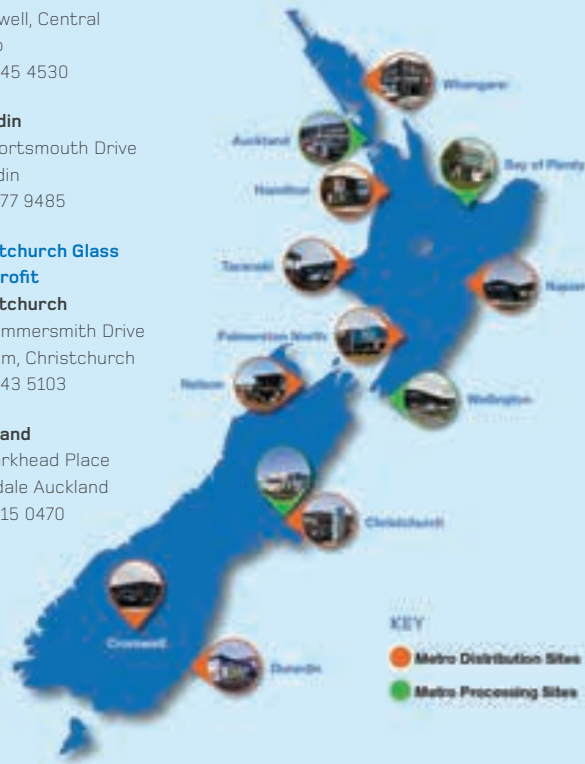 well, Central
o
45 4530
din
ortsmouth Drive
din
77 9485
tchurch Glass
rofit
tchurch
mmersmith Drive
m, Christchurch
43 5103
and
rkhead Place
dale Auckland
15 0470
Whangarei
Auckland
Bay of Plenty
Hamilton
Taranaki
Napier
Palmerston North
Nelson
Wellington
Christchurch
Cromwell
Dunedin
KEY
Metro Distribution Sites
Metro Processing Sites